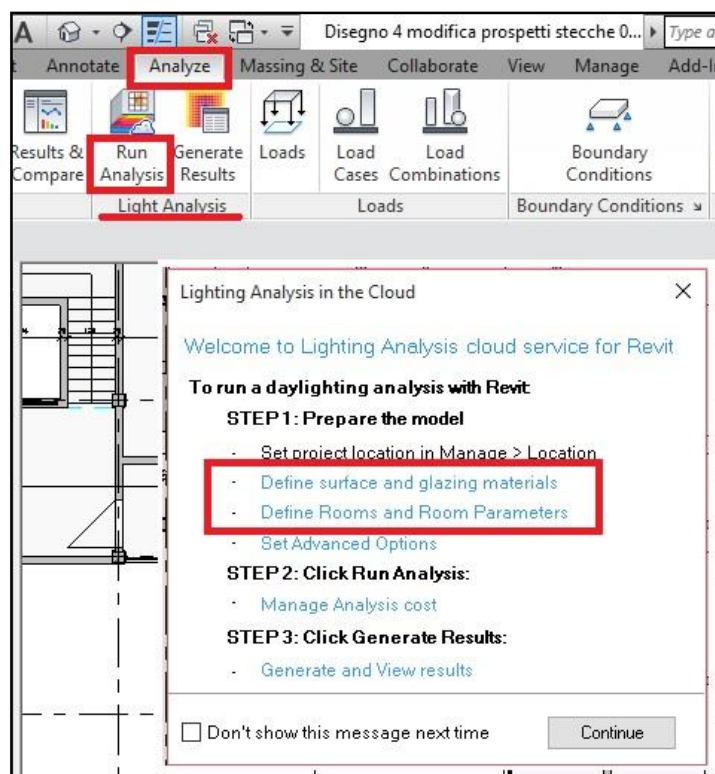 Disegno 4 modifica prospetti stecche 0...
Type a
t Annotate Analyze Massing & Site Collaborate View Manage Add-I
Results & Compare
Run Analysis
Generate Results
Loads
Load Cases
Load Combinations
Boundary Conditions
Light Analysis
Loads
Boundary Conditions
Lighting Analysis in the Cloud
Welcome to Lighting Analysis cloud service for Revit
To run a daylighting analysis with Revit:
STEP 1: Prepare the model
- Set project location in Manage > Location
- Define surface and glazing materials
- Define Rooms and Room Parameters
- Set Advanced Options
STEP 2: Click Run Analysis:
- Manage Analysis cost
STEP 3: Click Generate Results:
- Generate and View results
Don't show this message next time
Continue